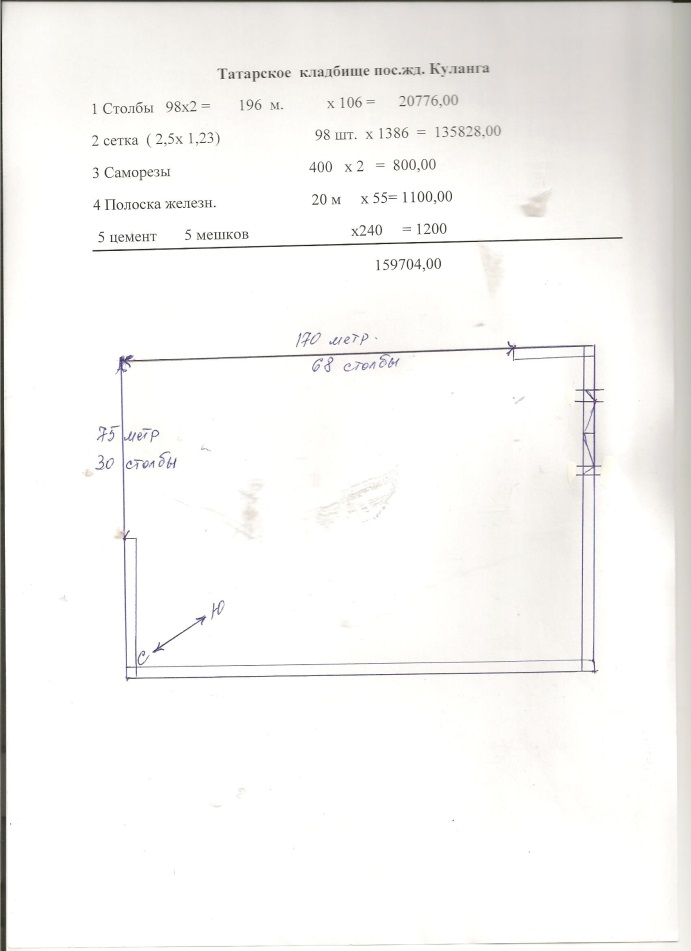 Татарское кладбище пос.жд. Куланга
1 Столбы 98х2 = 196 м. х 106 = 20776,00
2 сетка ( 2,5х 1,23) 98 шт. х 1386 = 135828,00
3 Саморезы 400 х 2 = 800,00
4 Полоска железн. 20 м х 55= 1100,00
5 цемент 5 мешков х240 = 1200
159704,00
170 метр.
68 столбы
75 метр
30 столбы
Ю
С